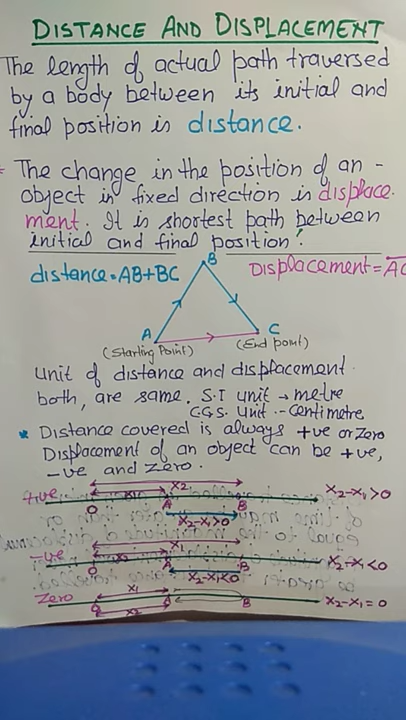 DISTANCE AND DISPLACEMENT
The length of actual path traversed
by a body between its initial and
final position is distance.
The change in the position of an -
object in fixed direction is displace.
ment. It is shortest path between
initial and final position.
B
distance = AB+BC
Displacement = AC
A
C
(Starting Point)
(End point)
Unit of distance and displacement
both, are same. S.I unit → metre
C.G.S. Unit - Centimetre
* Distance covered is always +ve or zero
Displacement of an object can be +ve,
-ve and zero.
X2
+ve
X1
X2-X1>0
O A B
X2-X1>0
X1
-ve
X2-X1<0
O A B
X2-X1<0
Zero
X1
X2-X1=0
O A B
X2